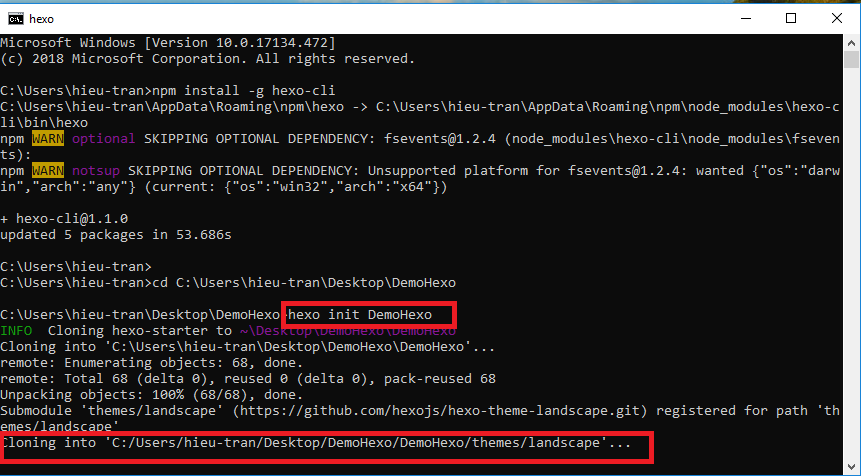 hexo
Microsoft Windows [Version 10.0.17134.472]
(c) 2018 Microsoft Corporation. All rights reserved.
C:\Users\hieu-tran>npm install -g hexo-cli
C:\Users\hieu-tran\AppData\Roaming\npm\hexo -> C:\Users\hieu-tran\AppData\Roaming\npm\node_modules\hexo-c
li\bin\hexo
npm WARN optional SKIPPING OPTIONAL DEPENDENCY: fsevents@1.2.4 (node_modules\hexo-cli\node_modules\fseven
ts):
npm WARN notsup SKIPPING OPTIONAL DEPENDENCY: Unsupported platform for fsevents@1.2.4: wanted {"os":"darw
in","arch":"any"} (current: {"os":"win32","arch":"x64"})
+ hexo-cli@1.1.0
updated 5 packages in 53.686s
C:\Users\hieu-tran>
C:\Users\hieu-tran>cd C:\Users\hieu-tran\Desktop\DemoHexo
C:\Users\hieu-tran\Desktop\DemoHexo>hexo init DemoHexo
INFO  Cloning hexo-starter to ~\Desktop\DemoHexo\DemoHexo
Cloning into 'C:\Users\hieu-tran\Desktop\DemoHexo\DemoHexo'...
remote: Enumerating objects: 68, done.
remote: Total 68 (delta 0), reused 0 (delta 0), pack-reused 68
Unpacking objects: 100% (68/68), done.
Submodule 'themes/landscape' (https://github.com/hexojs/hexo-theme-landscape.git) registered for path 'th
emes/landscape'
Cloning into 'C:/Users/hieu-tran/Desktop/DemoHexo/DemoHexo/themes/landscape'...